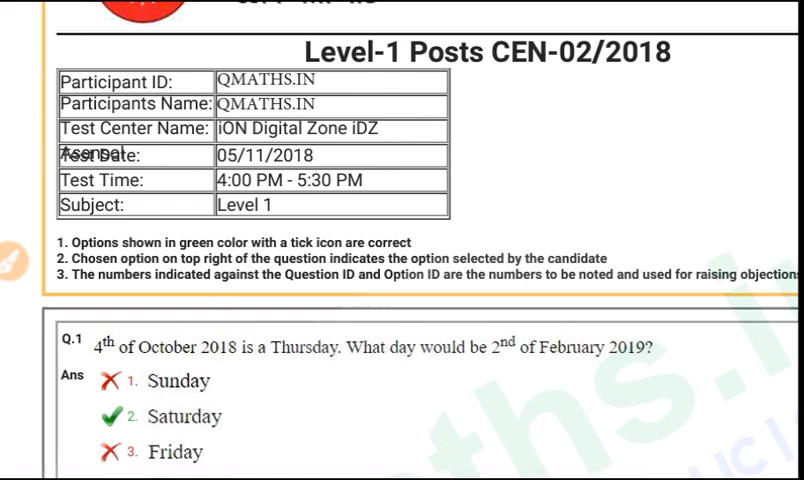 Level-1 Posts CEN-02/2018
Participant ID: QMATHS.IN
Participants Name: QMATHS.IN
Test Center Name: iON Digital Zone iDZ
Asensol
Test Date: 05/11/2018
Test Time: 4:00 PM - 5:30 PM
Subject: Level 1
1. Options shown in green color with a tick icon are correct
2. Chosen option on top right of the question indicates the option selected by the candidate
3. The numbers indicated against the Question ID and Option ID are the numbers to be noted and used for raising objections
Q.1 4th of October 2018 is a Thursday. What day would be 2nd of February 2019?
Ans 1. Sunday
2. Saturday
3. Friday